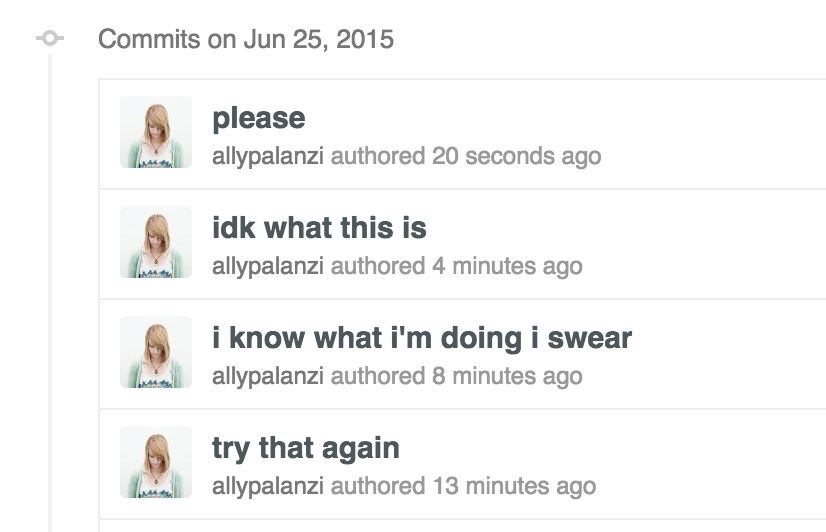 Commits on Jun 25, 2015
please
allypalanzi authored 20 seconds ago
idk what this is
allypalanzi authored 4 minutes ago
i know what i'm doing i swear
allypalanzi authored 8 minutes ago
try that again
allypalanzi authored 13 minutes ago